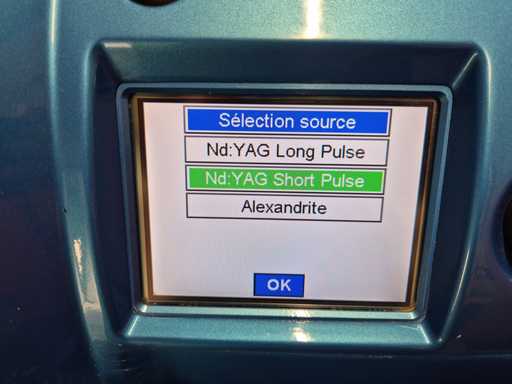 Sélection source
Nd:YAG Long Pulse
Nd:YAG Short Pulse
Alexandrite
OK